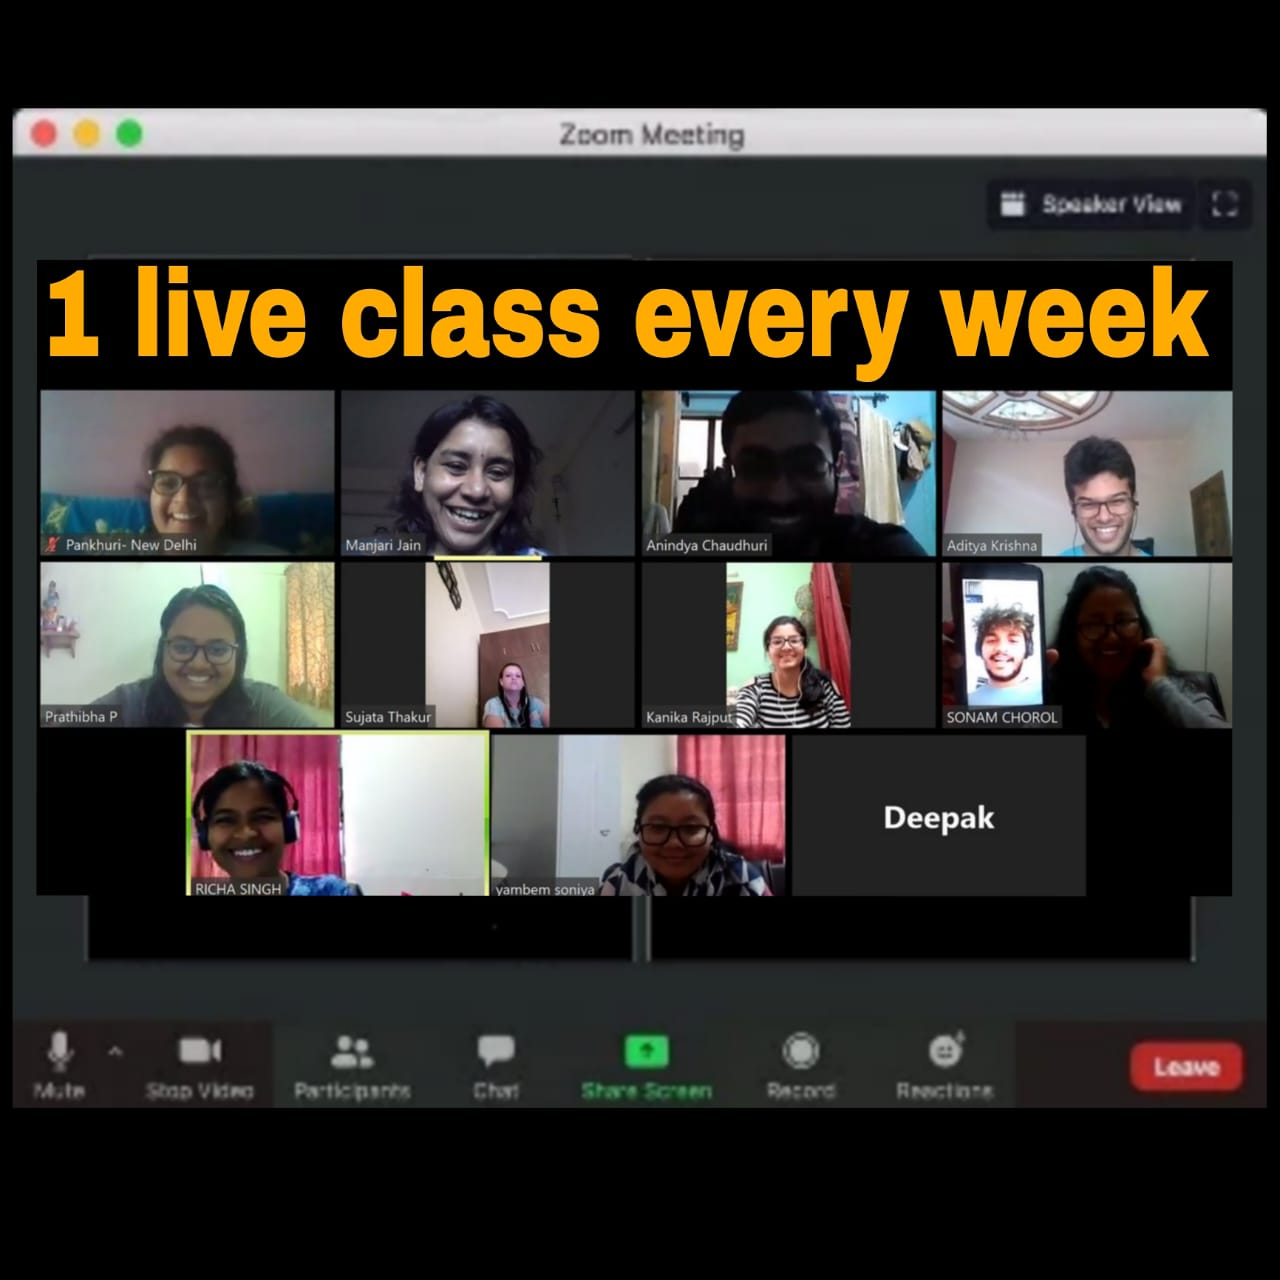 Zoom Meeting
Speaker View
1 live class every week
Pankhuri- New Delhi
Manjari Jain
Anindya Chaudhuri
Aditya Krishna
Prathibha P
Sujata Thakur
Kanika Rajput
SONAM CHOROL
RICHA SINGH
yambem soniya
Deepak
Mute
Stop Video
Participants
Chat
Share Screen
Record
Reactions
Leave